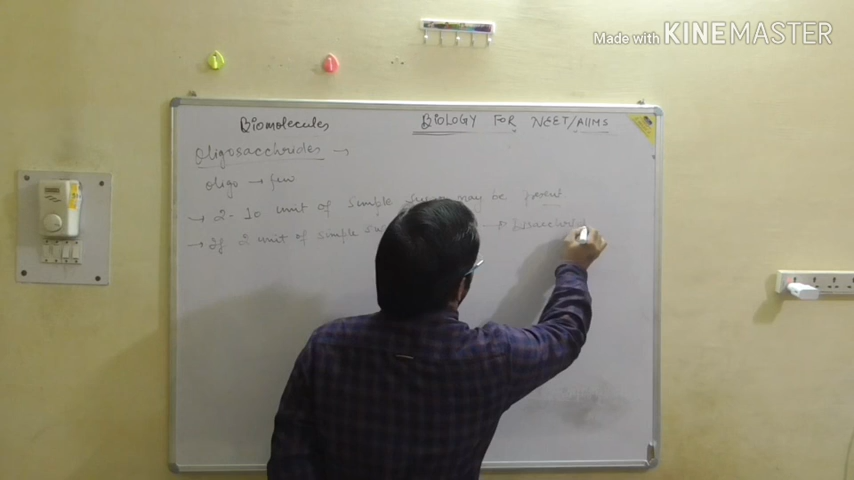 Made with KINEMASTER
Biomolecules
BIOLOGY FOR NEET/AIIMS
Oligosacchrides →
oligo → few
→ 2-10 unit of simple may be present
→ If 2 unit of simple